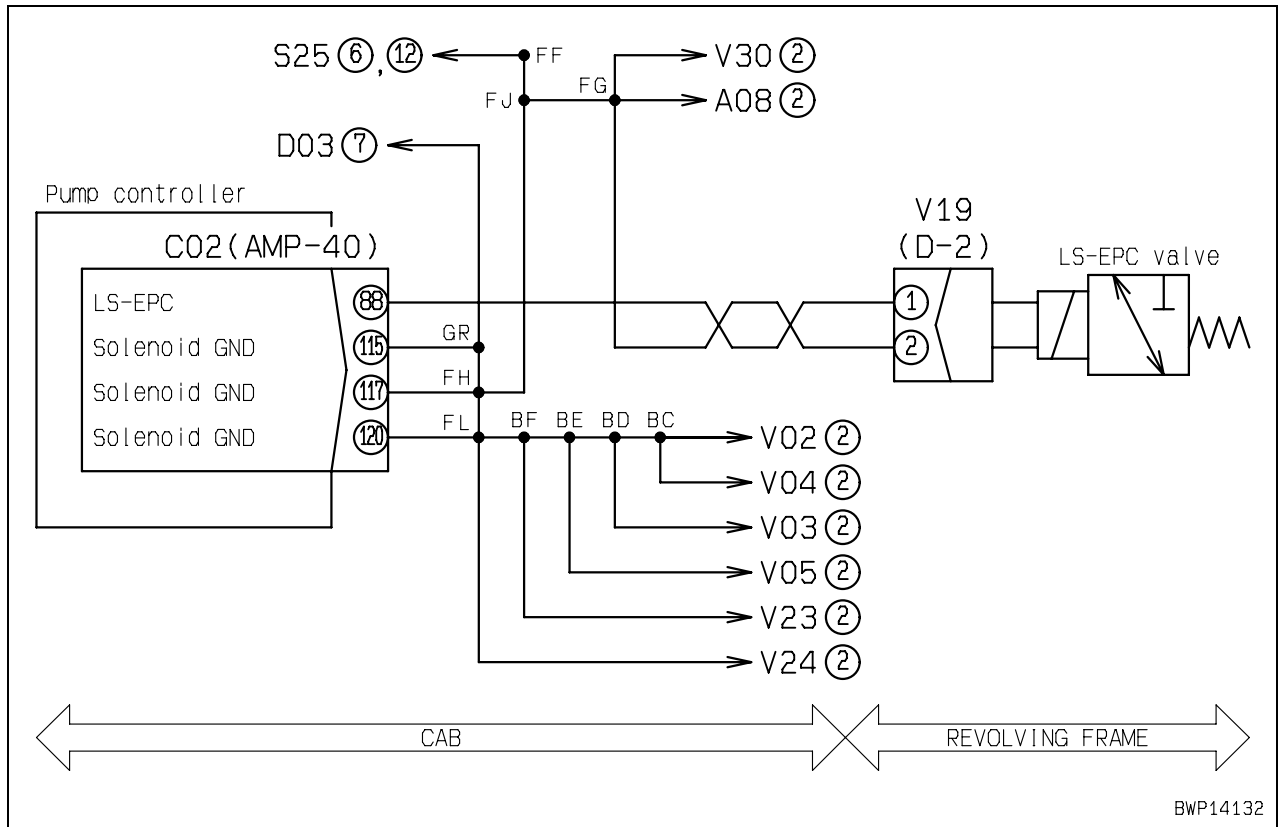 S25 ⑥, ⑫
FF
V30 ②
FJ
FG
A08 ②
D03 ⑦
Pump controller
C02(AMP-40)
V19
(D-2)
LS-EPC valve
LS-EPC 88
①
Solenoid GND 115
GR
②
Solenoid GND 117
FH
Solenoid GND 120
FL
BF
BE
BD
BC
V02 ②
V04 ②
V03 ②
V05 ②
V23 ②
V24 ②
CAB
REVOLVING FRAME
BWP14132